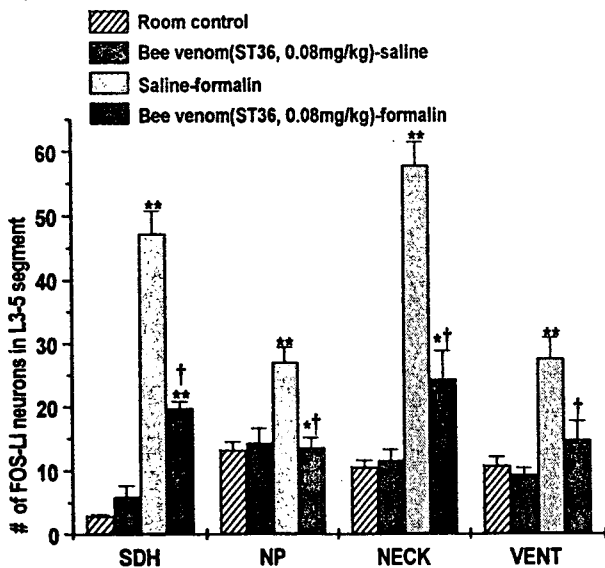 Room control
Bee venom(ST36, 0.08mg/kg)-saline
Saline-formalin
Bee venom(ST36, 0.08mg/kg)-formalin
# of FOS-LI neurons in L3-5 segment
60
50
40
30
20
10
0
**
†
**
**
*†
**
*†
**
†
SDH
NP
NECK
VENT